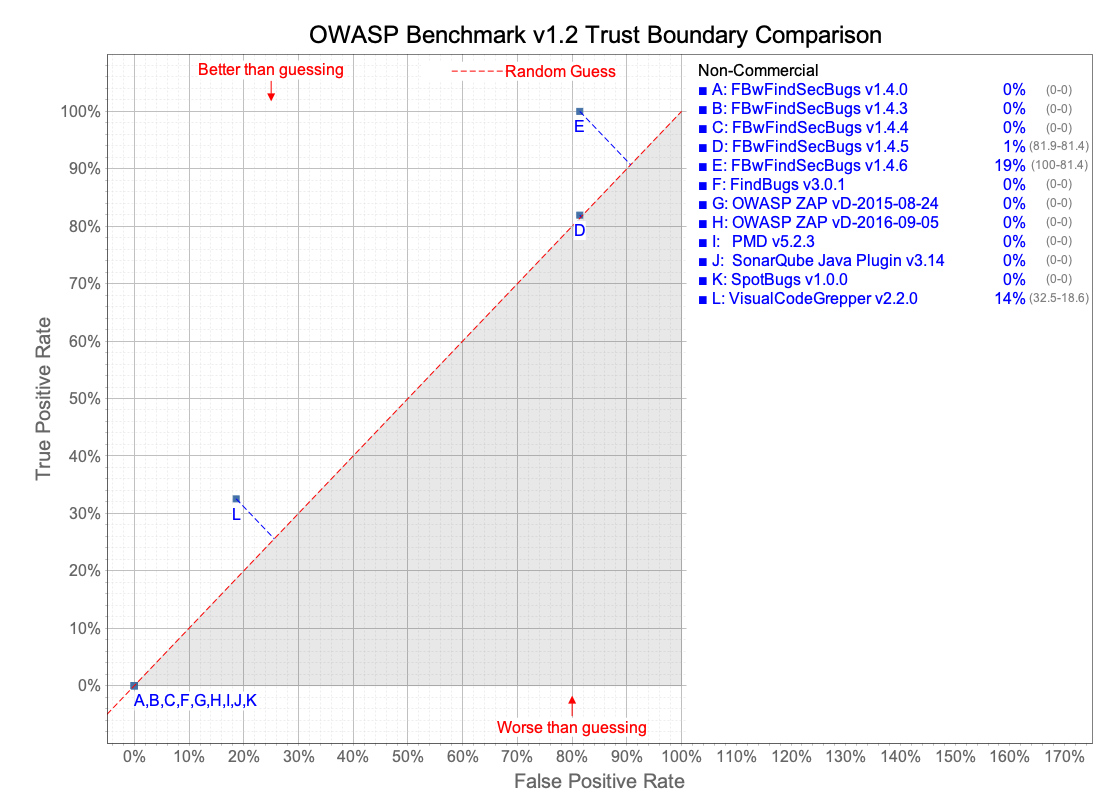 OWASP Benchmark v1.2 Trust Boundary Comparison
Better than guessing
Random Guess
Non-Commercial
A: FBwFindSecBugs v1.4.0 0% (0-0)
B: FBwFindSecBugs v1.4.3 0% (0-0)
C: FBwFindSecBugs v1.4.4 0% (0-0)
D: FBwFindSecBugs v1.4.5 1% (81.9-81.4)
E: FBwFindSecBugs v1.4.6 19% (100-81.4)
F: FindBugs v3.0.1 0% (0-0)
G: OWASP ZAP vD-2015-08-24 0% (0-0)
H: OWASP ZAP vD-2016-09-05 0% (0-0)
I: PMD v5.2.3 0% (0-0)
J: SonarQube Java Plugin v3.14 0% (0-0)
K: SpotBugs v1.0.0 0% (0-0)
L: VisualCodeGrepper v2.2.0 14% (32.5-18.6)
100%
E
90%
80%
D
70%
60%
50%
40%
30%
L
20%
10%
0%
A,B,C,F,G,H,I,J,K
True Positive Rate
Worse than guessing
0% 10% 20% 30% 40% 50% 60% 70% 80% 90% 100% 110% 120% 130% 140% 150% 160% 170%
False Positive Rate